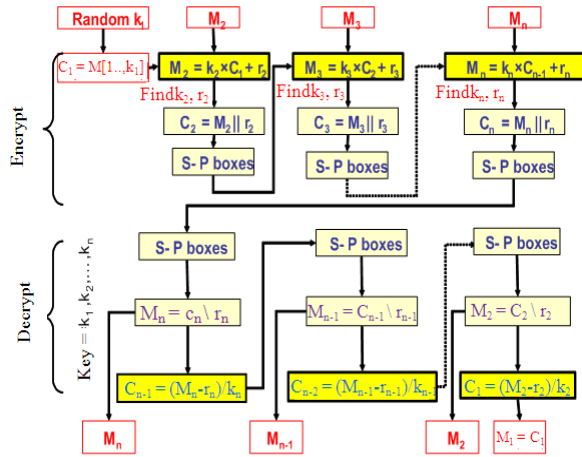 Random k₁
M₂
M₃
Mₙ
C₁ = M[1..,k₁]
M₂ = k₂×C₁ + r₂
M₃ = k₃×C₂ + r₃
Mₙ = kₙ×Cₙ₋₁ + rₙ
Findk₂, r₂
Findk₃, r₃
Findkₙ, rₙ
C₂ = M₂ || r₂
C₃ = M₃ || r₃
Cₙ = Mₙ || rₙ
S- P boxes
S- P boxes
S- P boxes
Encrypt
S- P boxes
S- P boxes
S- P boxes
Mₙ = cₙ \ rₙ
Mₙ₋₁ = Cₙ₋₁ \ rₙ₋₁
M₂ = C₂ \ r₂
Cₙ₋₁ = (Mₙ-rₙ)/kₙ
Cₙ₋₂ = (Mₙ₋₁-rₙ₋₁)/kₙ₋₁
C₁ = (M₂-r₂)/k₂
Mₙ
Mₙ₋₁
M₂
M₁ = C₁
Decrypt
Key = k₁,k₂,...,kₙ